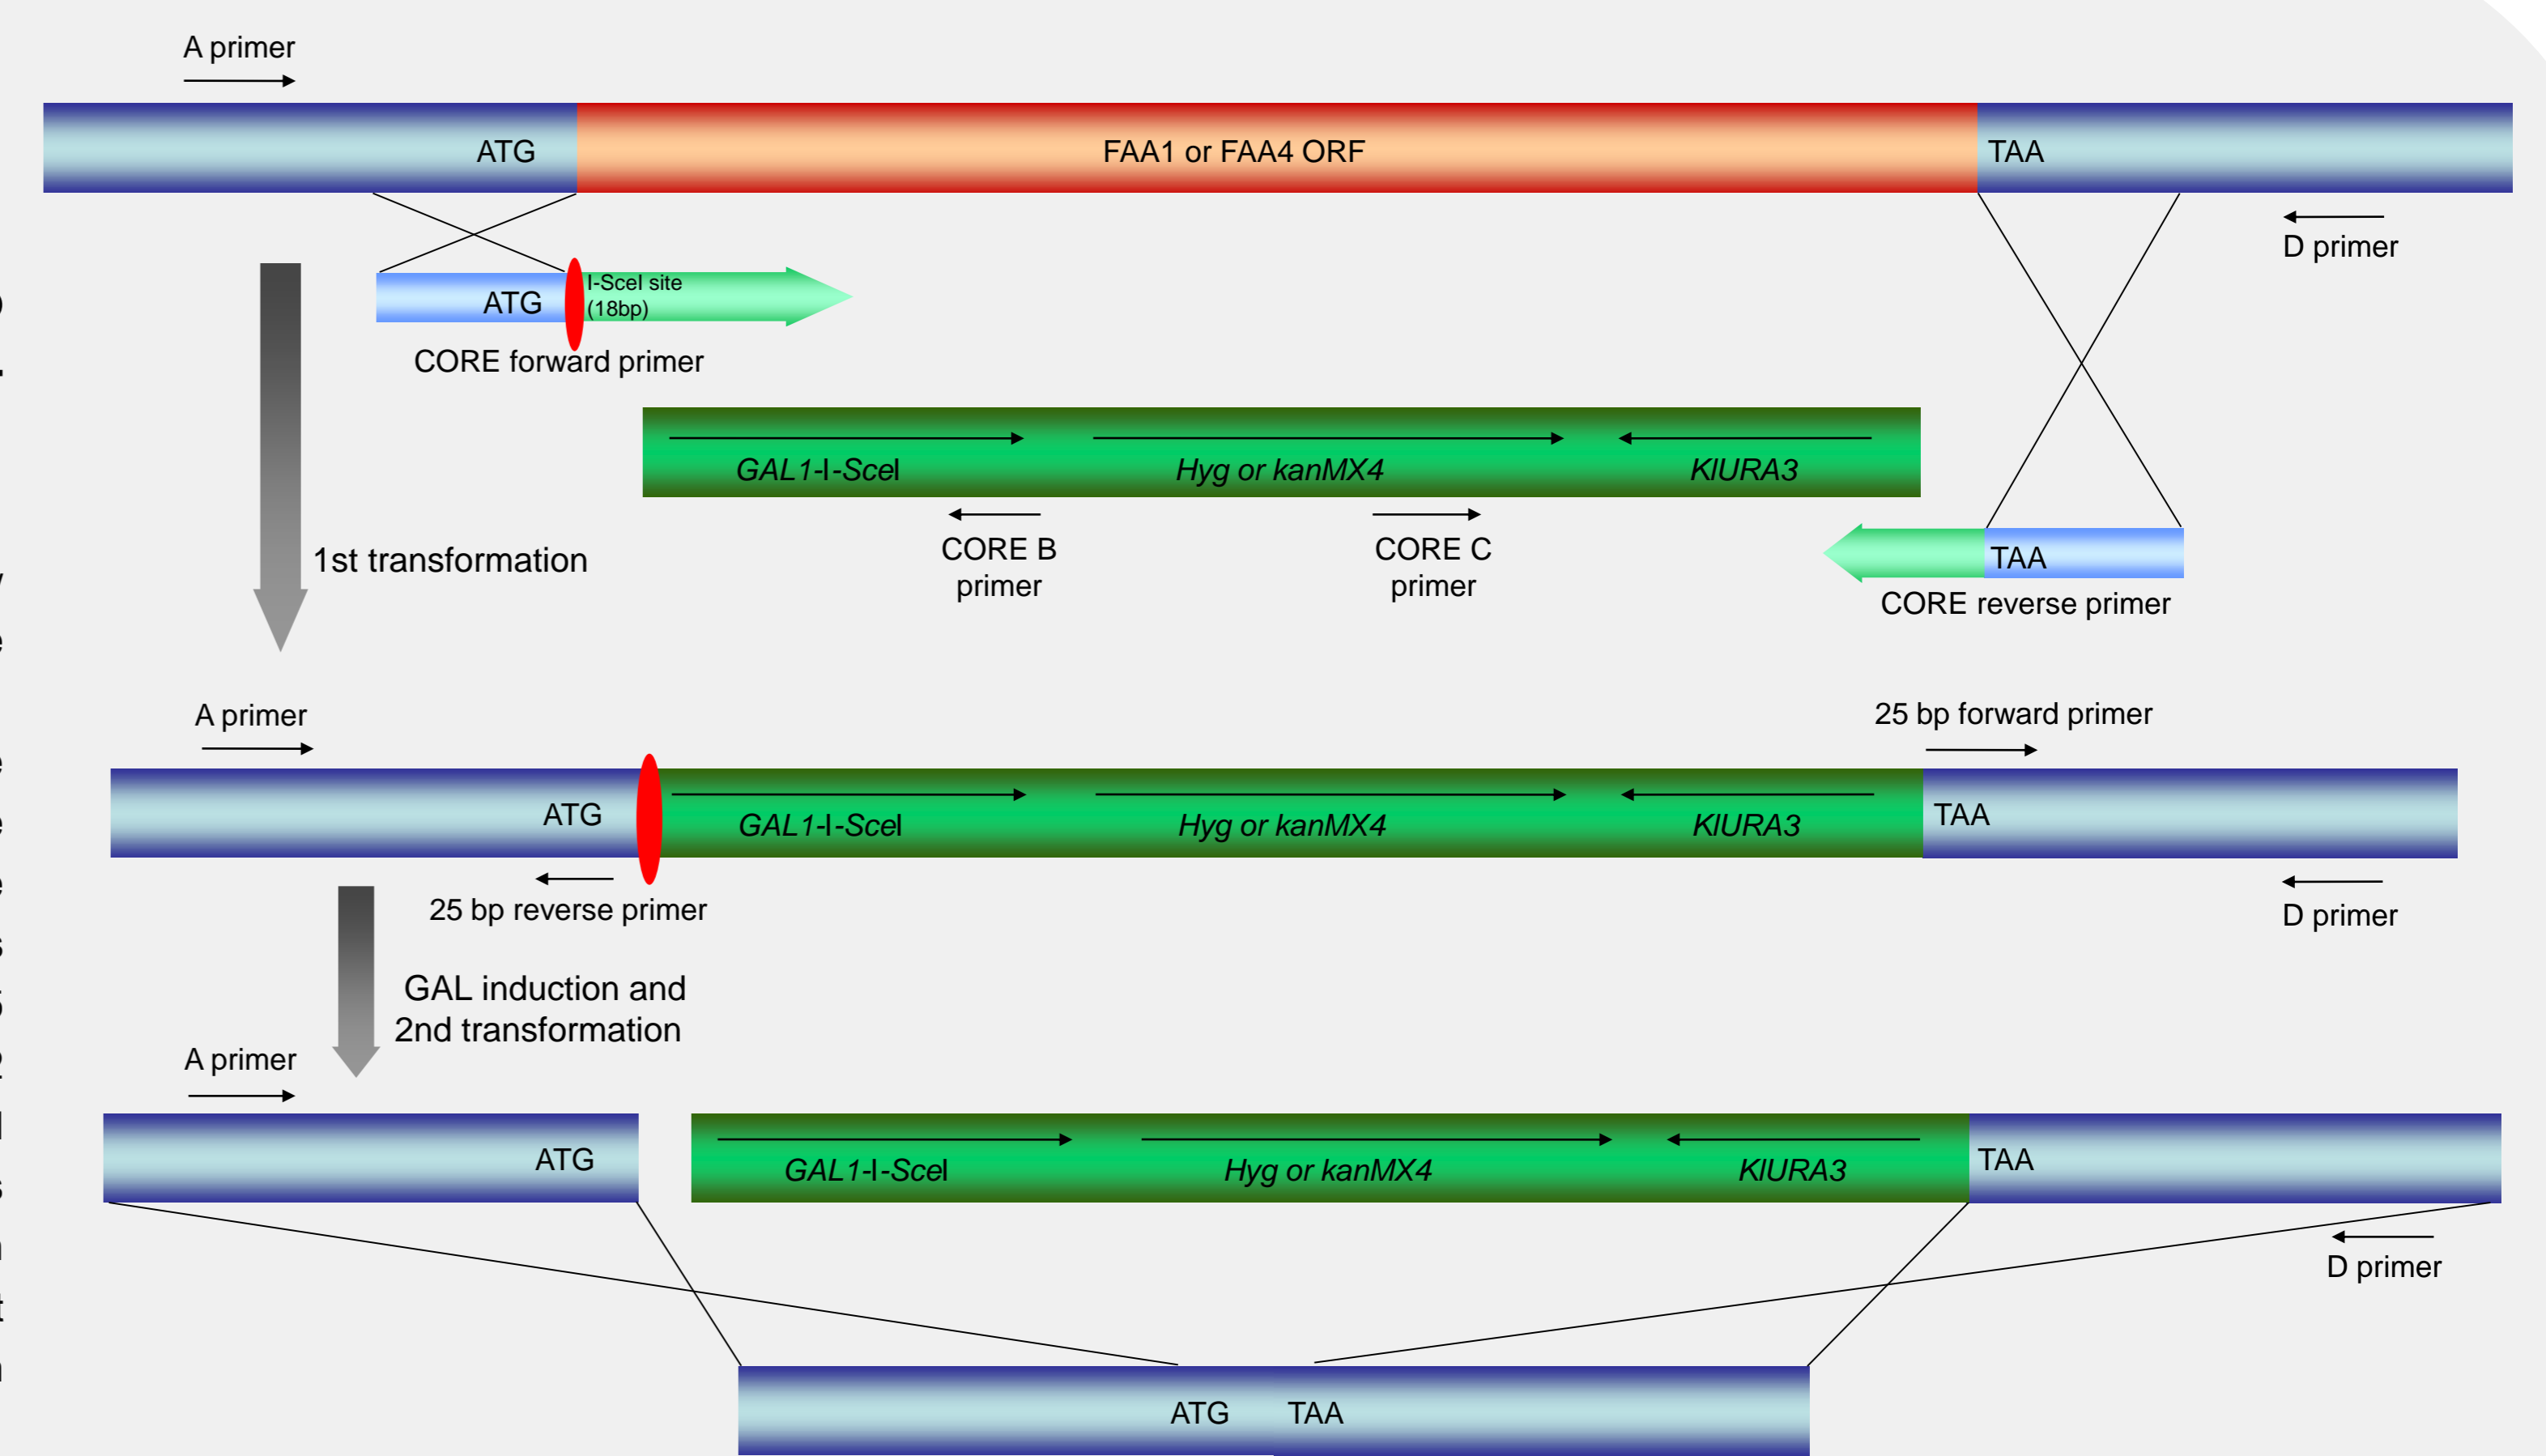 A primer
ATG
FAA1 or FAA4 ORF
TAA
D primer
I-SceI site
(18bp)
ATG
CORE forward primer
GAL1-I-SceI
Hyg or kanMX4
KlURA3
CORE B
primer
CORE C
primer
1st transformation
TAA
CORE reverse primer
A primer
25 bp forward primer
ATG
GAL1-I-SceI
Hyg or kanMX4
KlURA3
TAA
25 bp reverse primer
D primer
GAL induction and
2nd transformation
A primer
ATG
GAL1-I-SceI
Hyg or kanMX4
KlURA3
TAA
D primer
ATG
TAA